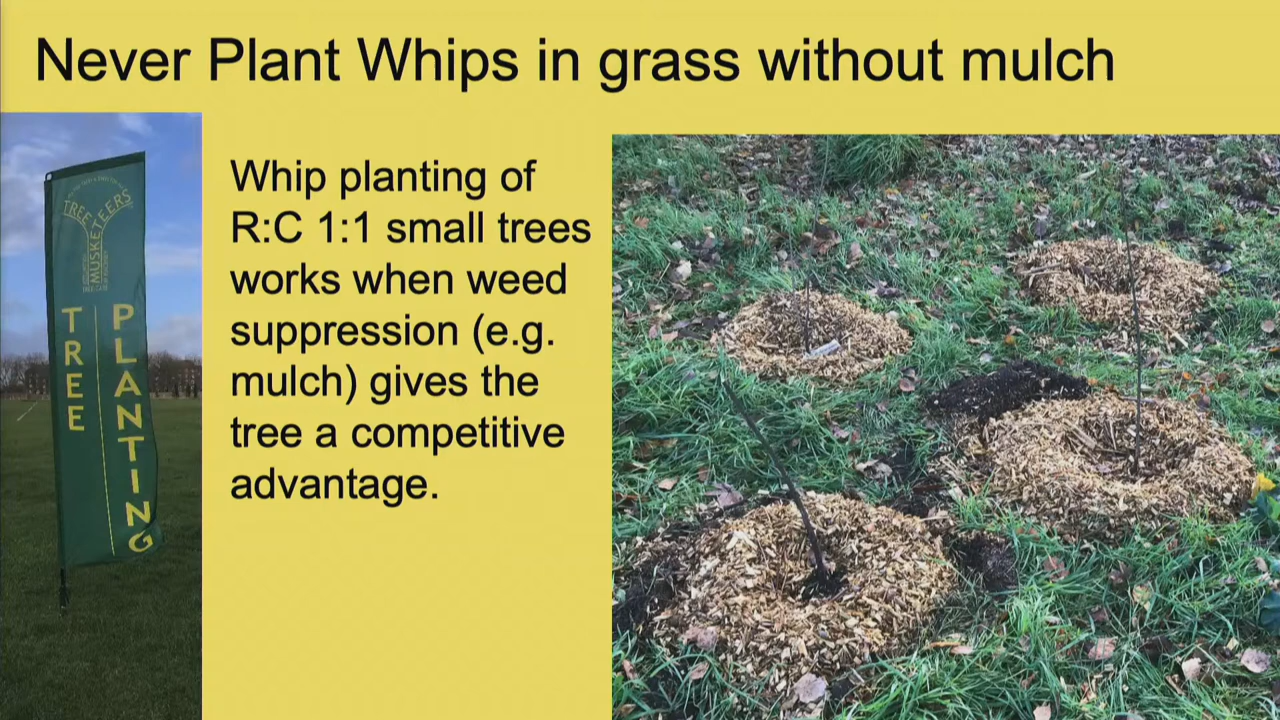 Never Plant Whips in grass without mulch
Whip planting of
R:C 1:1 small trees
works when weed
suppression (e.g.
mulch) gives the
tree a competitive
advantage.
TREE
MUSKETEERS
TREE
PLANTING